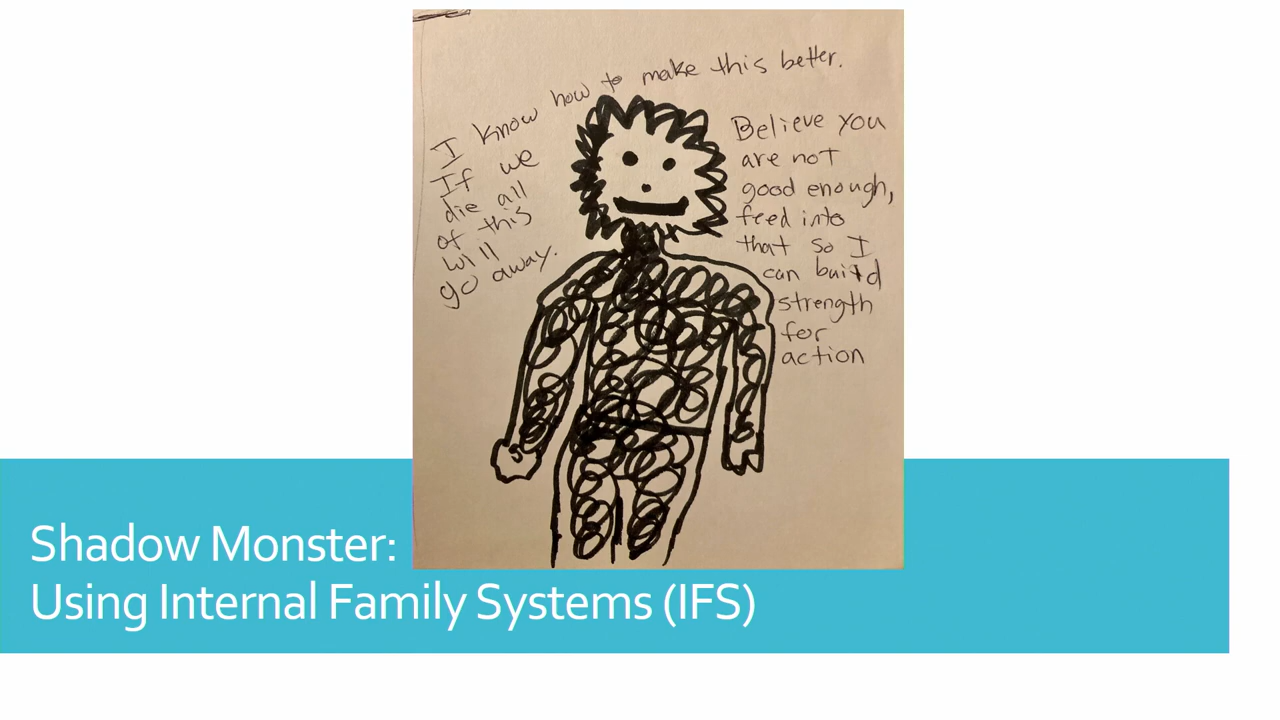 I know how to make this better.
If we
die all
of this
will
go away.
Believe you
are not
good enough,
feed into
that so I
can build
strength
for
action
Shadow Monster:
Using Internal Family Systems (IFS)